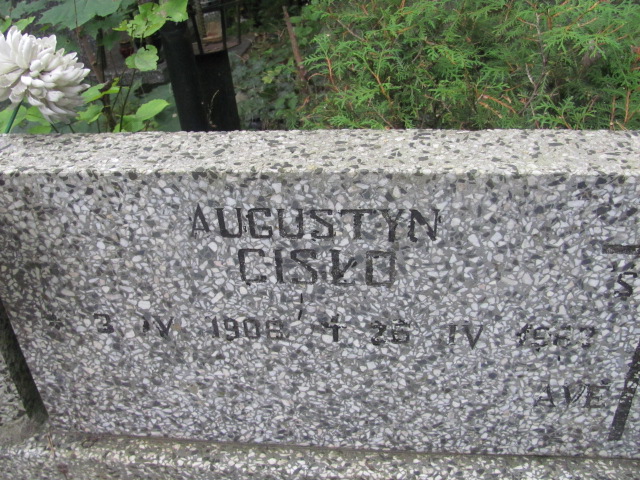 AUGUSTYN
CISŁO
* 3 IV 1906 † 26 IV
AVE